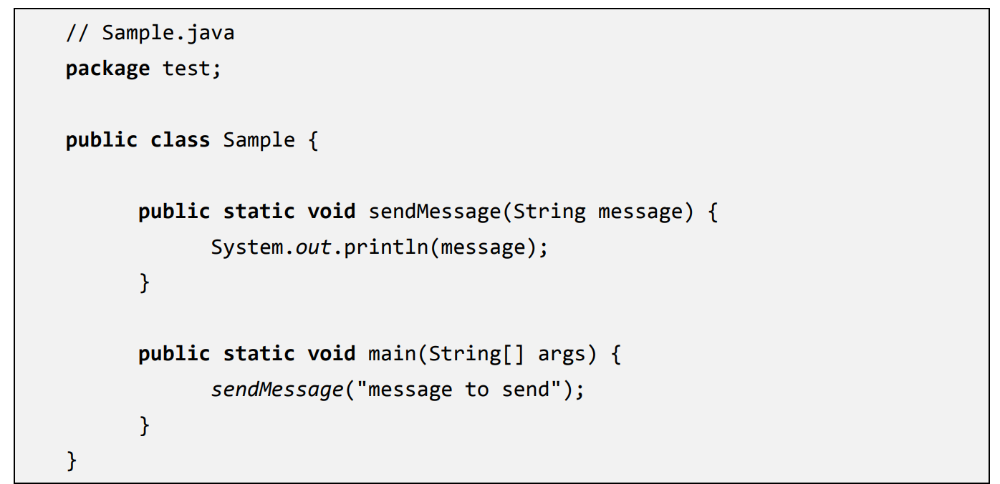 // Sample.java
package test;
public class Sample {
public static void sendMessage(String message) {
System.out.println(message);
}
public static void main(String[] args) {
sendMessage("message to send");
}
}